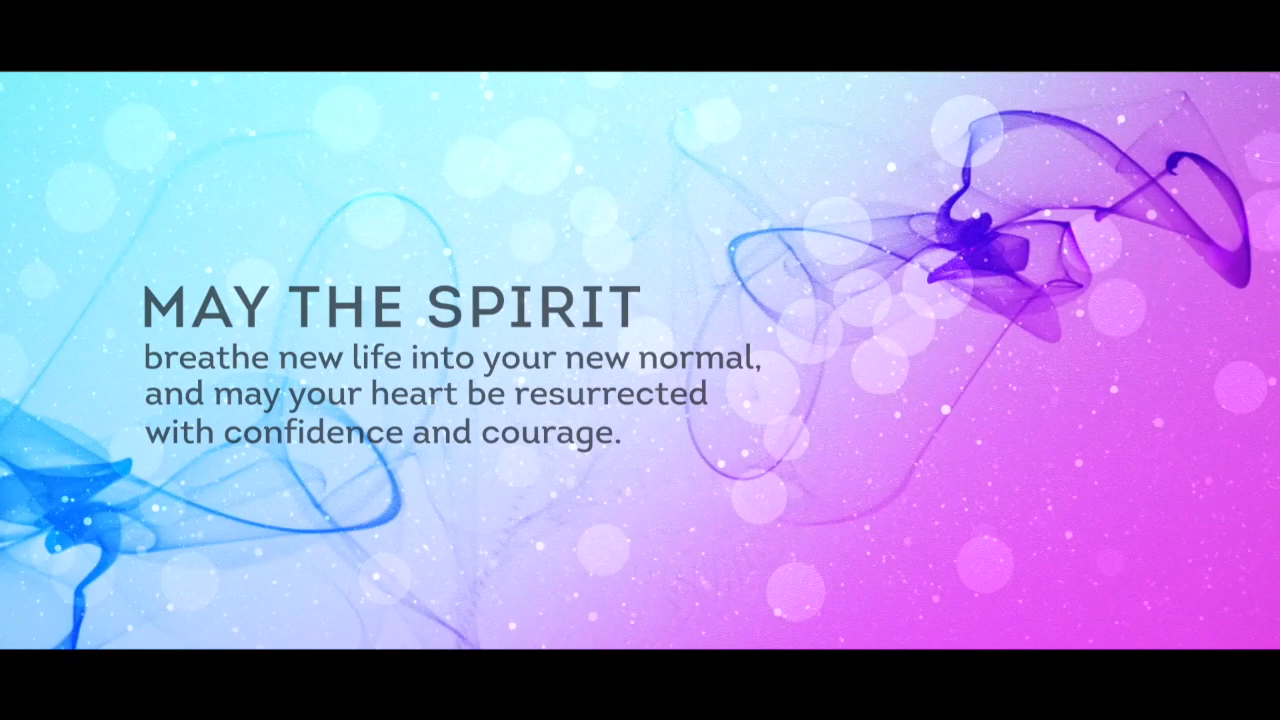 MAY THE SPIRIT
breathe new life into your new normal,
and may your heart be resurrected
with confidence and courage.